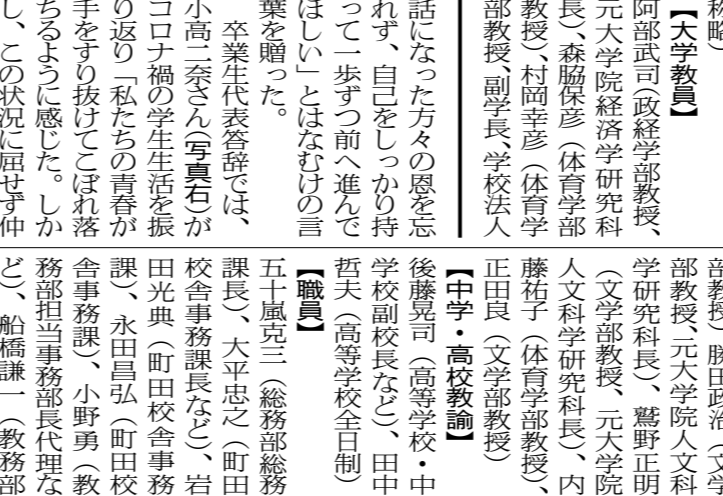 称略)
【大学教員】
阿部武司(政経学部教授、
元大学院経済学研究科
長)、森脇保彦(体育学部
教授)、村岡幸彦(体育学
部教授、副学長、学校法人
話になった方々の恩を忘
れず、自己をしっかり持
って一歩ずつ前へ進んで
ほしい」とはなむけの言
葉を贈った。
卒業生代表答辞では、
小高二奈さん(写真右)が
コロナ禍の学生生活を振
り返り「私たちの青春が
手をすり抜けてこぼれ落
ちるように感じた。しか
し、この状況に屈せず仲
部教授)勝田政治(文学
部教授、元大学院人文科
学研究科長)、鷲野正明
(文学部教授、元大学院
人文科学研究科長)、内
藤祐子(体育学部教授)、
正田良(文学部教授)
【中学・高校教諭】
後藤晃司(高等学校・中
学校副校長など)、田中
哲夫(高等学校全日制)
【職員】
五十嵐克三(総務部総務
課長)、大平忠之(町田
校舎事務課長など)、岩
田光典(町田校舎事務
課)、永田昌弘(町田校
舎事務課)、小野勇(教
務部担当事務部長代理な
ど)、船橋謙一(教務部